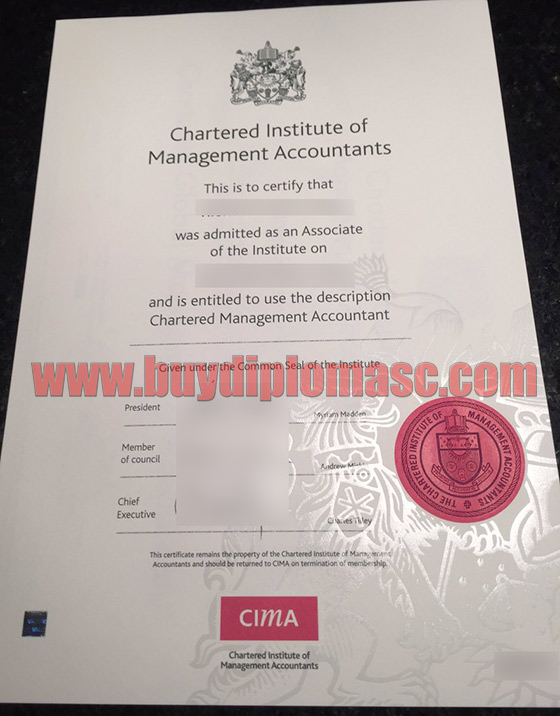 Chartered Institute of
Management Accountants
This is to certify that
was admitted as an Associate
of the Institute on
and is entitled to use the description
Chartered Management Accountant
Given under the Common Seal of the Institute
www.buydiplomasc.com
President
Myriam Madden
Member
of council
Andrew
Chief
Executive
Charles Tilley
THE CHARTERED INSTITUTE OF MANAGEMENT ACCOUNTANTS
This certificate remains the property of the Chartered Institute of Management
Accountants and should be returned to CIMA on termination of membership.
CIMA
Chartered Institute of
Management Accountants